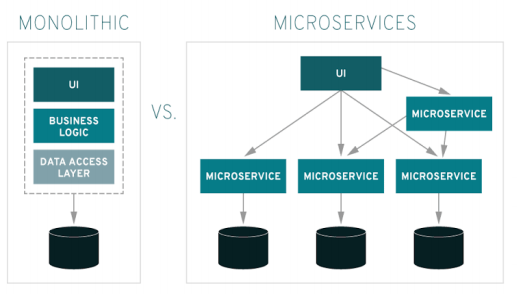 MONOLITHIC
VS.
MICROSERVICES
UI
BUSINESS
LOGIC
DATA ACCESS
LAYER
UI
MICROSERVICE
MICROSERVICE
MICROSERVICE
MICROSERVICE